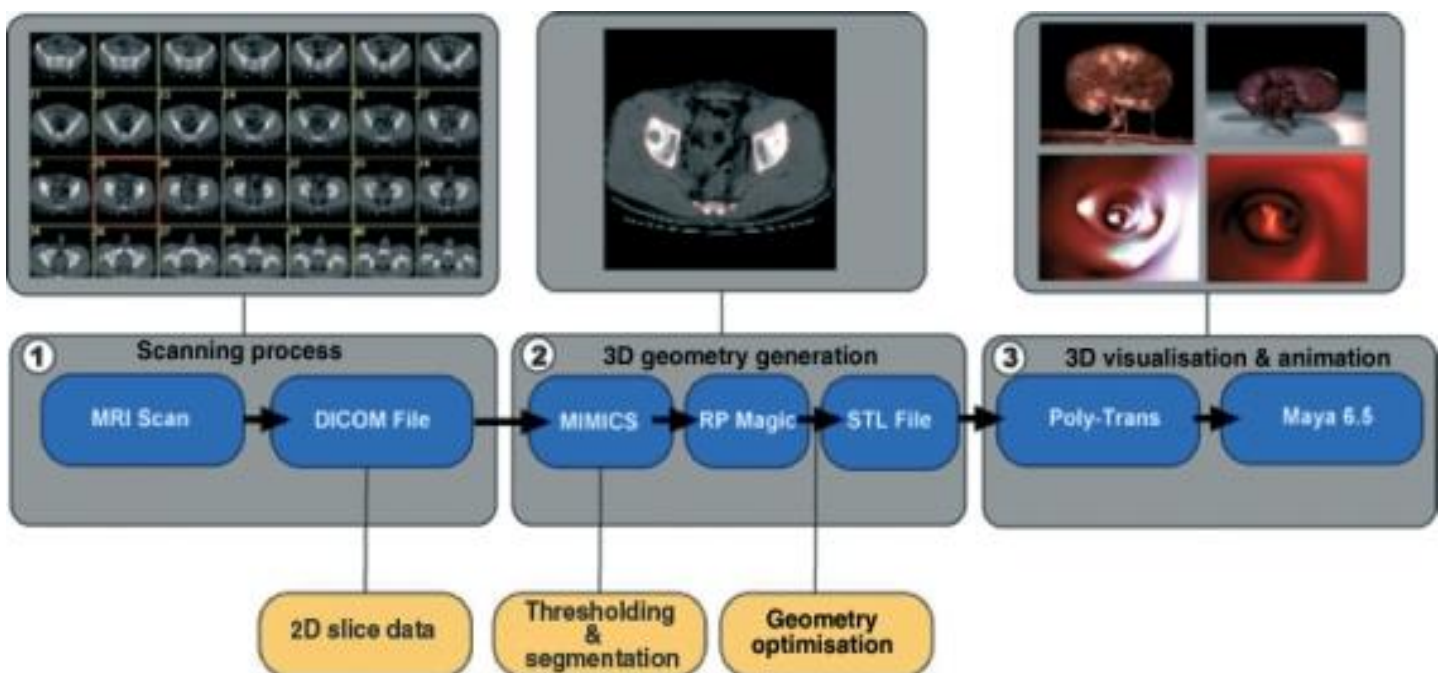 1
Scanning process
MRI Scan
DICOM File
2
3D geometry generation
MIMICS
RP Magic
STL File
3
3D visualisation & animation
Poly-Trans
Maya 6.5
2D slice data
Thresholding
&
segmentation
Geometry
optimisation